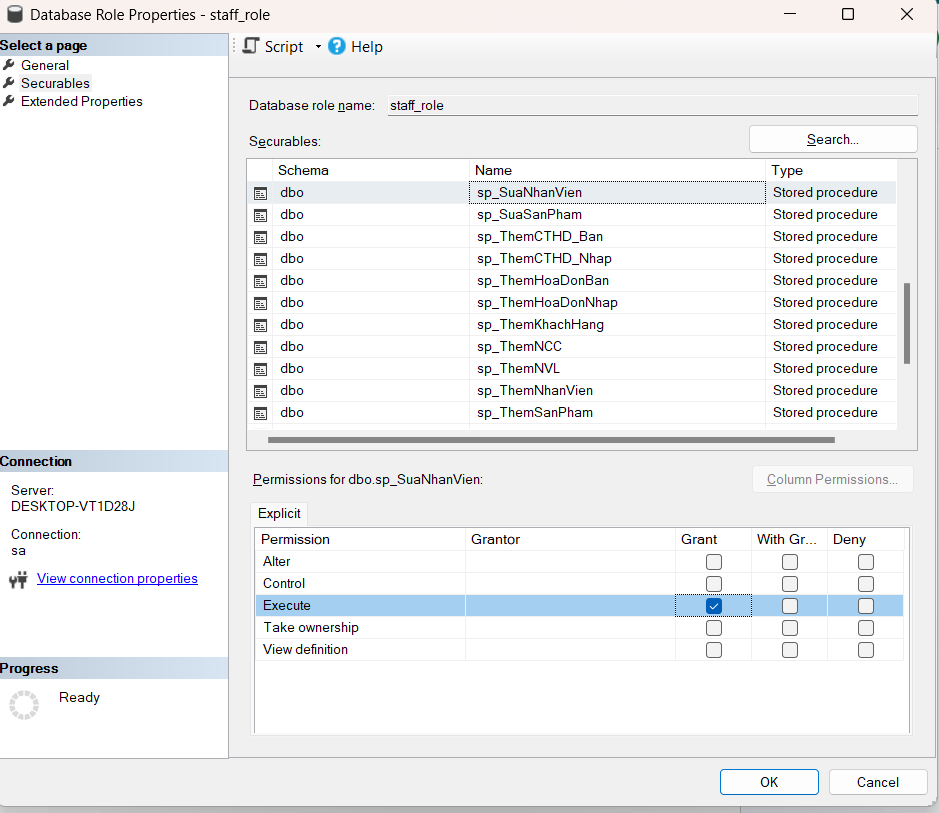 Database Role Properties - staff_role
Select a page
General
Securables
Extended Properties
Script
Help
Database role name: staff_role
Securables:
Search...
Schema Name Type
dbo sp_SuaNhanVien Stored procedure
dbo sp_SuaSanPham Stored procedure
dbo sp_ThemCTHD_Ban Stored procedure
dbo sp_ThemCTHD_Nhap Stored procedure
dbo sp_ThemHoaDonBan Stored procedure
dbo sp_ThemHoaDonNhap Stored procedure
dbo sp_ThemKhachHang Stored procedure
dbo sp_ThemNCC Stored procedure
dbo sp_ThemNVL Stored procedure
dbo sp_ThemNhanVien Stored procedure
dbo sp_ThemSanPham Stored procedure
Connection
Server:
DESKTOP-VT1D28J
Connection:
sa
View connection properties
Permissions for dbo.sp_SuaNhanVien:
Column Permissions...
Explicit
Permission Grantor Grant With Gr... Deny
Alter
Control
Execute
Take ownership
View definition
Progress
Ready
OK
Cancel